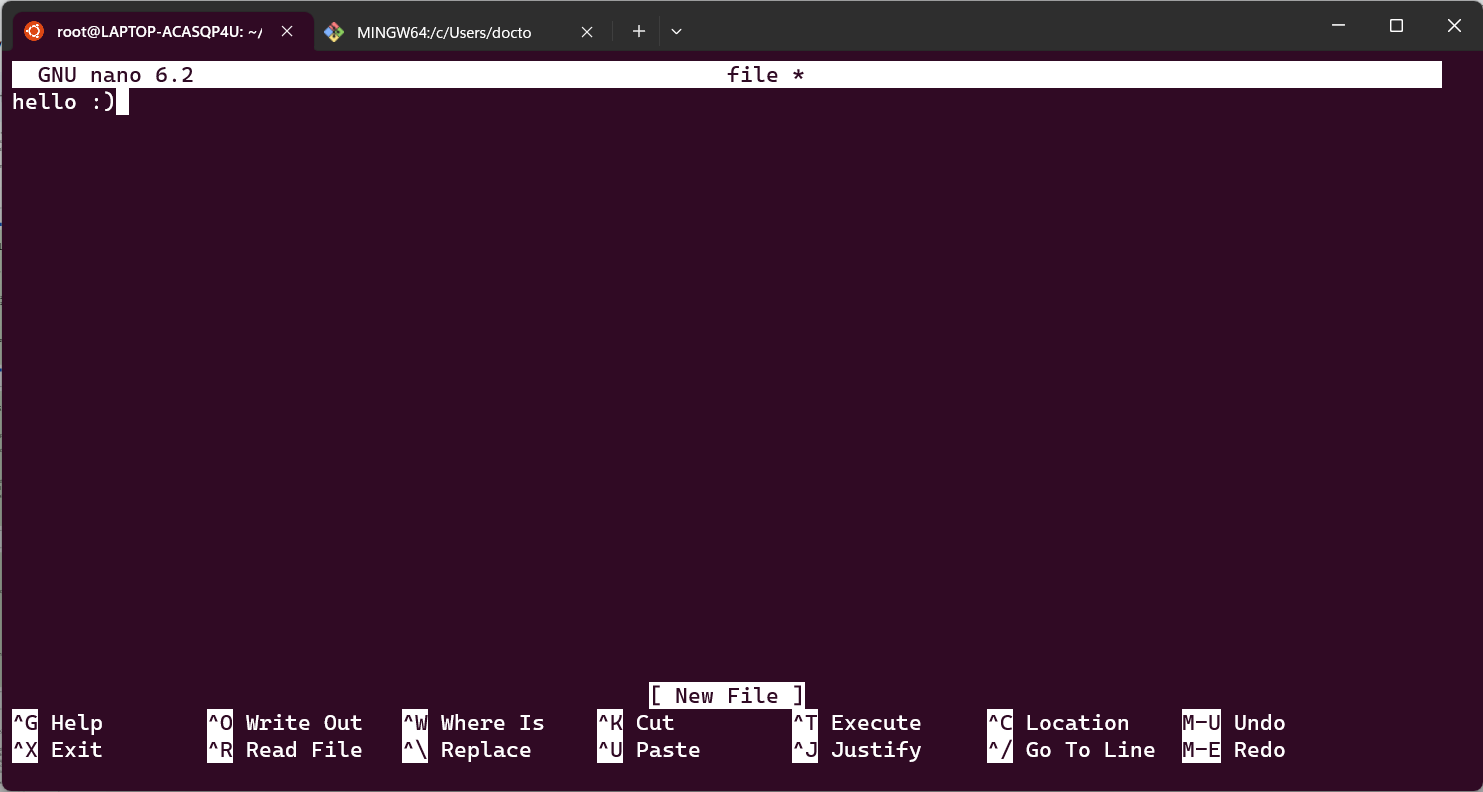 root@LAPTOP-ACASQP4U: ~/ MINGW64:/c/Users/docto
GNU nano 6.2 file *
hello :)
[ New File ]
^G Help ^O Write Out ^W Where Is ^K Cut ^T Execute ^C Location M-U Undo
^X Exit ^R Read File ^\ Replace ^U Paste ^J Justify ^/ Go To Line M-E Redo